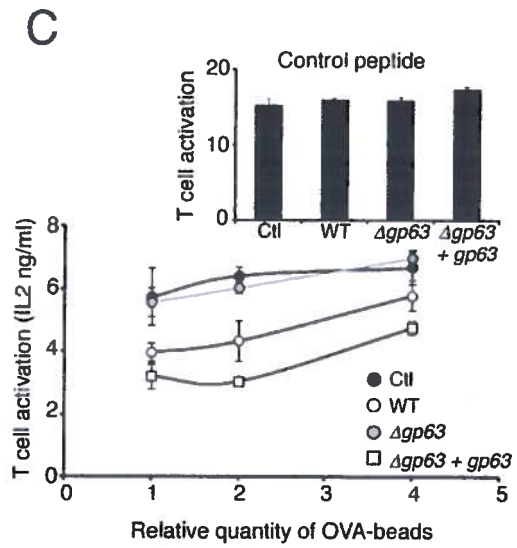 C
Control peptide
T cell activation
20
10
0
Ctl
WT
Δgp63
Δgp63
+ gp63
T cell activation (IL2 ng/ml)
8
6
4
2
0
Ctl
WT
Δgp63
Δgp63 + gp63
0
1
2
3
4
5
Relative quantity of OVA-beads